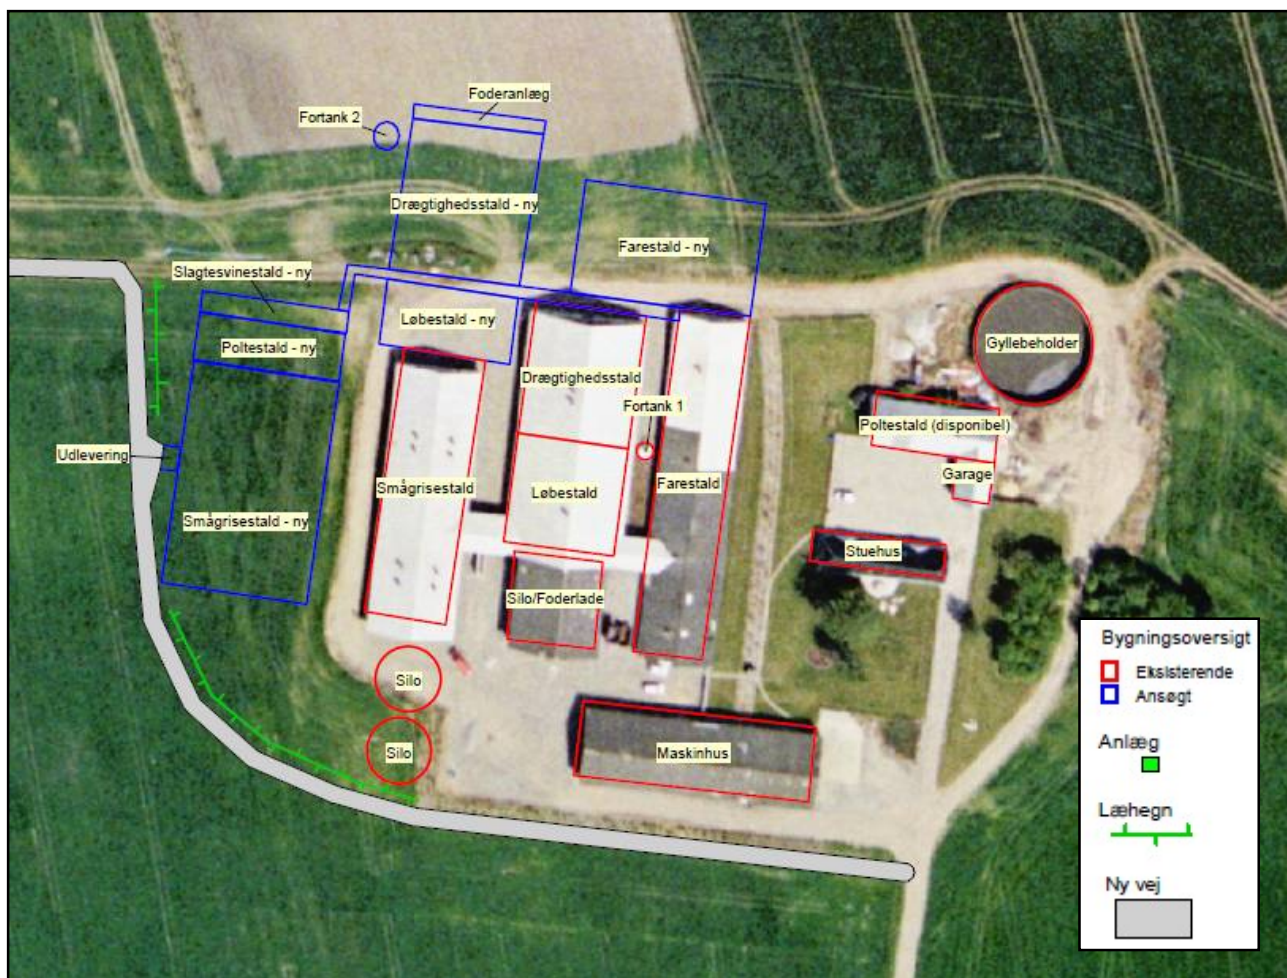 Foderanlæg
Fortank 2
Drægtighedsstald - ny
Farestald - ny
Slagtesvinestald - ny
Løbestald - ny
Poltestald - ny
Gyllebeholder
Drægtighedsstald
Fortank 1
Poltestald (disponibel)
Udlevering
Garage
Smågrisestald
Løbestald
Farestald
Smågrisestald - ny
Stuehus
Silo/Foderlade
Silo
Silo
Maskinhus
Bygningsoversigt
Eksisterende
Ansøgt
Anlæg
Læhegn
Ny vej